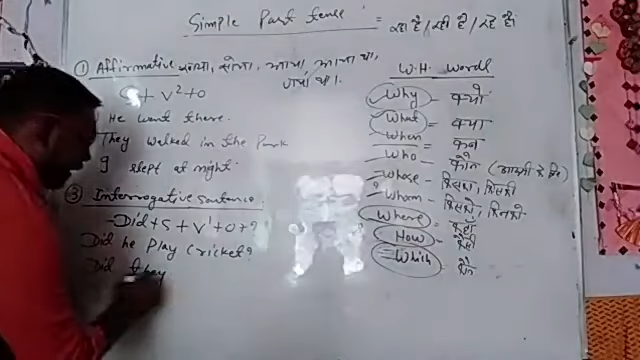 Simple Past tense = रहा है / रही है / रहे हैं
① Affirmative आया, गया था।
S + V² + O
He went there.
They walked in the Park
I slept at night.
③ Interrogative sentence
- Did + S + V¹ + O + ?
Did he Play Cricket?
Did they
W.H. Words
Why = क्यों
What = क्या
When = कब
Who = कौन
Whose = किसका, किसकी
Whom = किसको, किनको
Where = कहाँ
How = कैसे
Which =